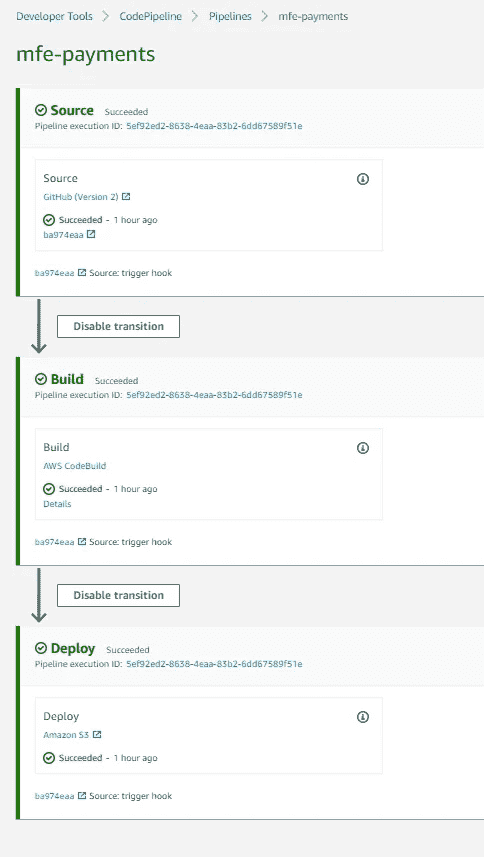 Developer Tools > CodePipeline > Pipelines > mfe-payments
mfe-payments
Source Succeeded
Pipeline execution ID: 5ef92ed2-8638-4eaa-83b2-6dd67589f51e
Source
GitHub (Version 2)
Succeeded - 1 hour ago
ba974eaa
ba974eaa Source: trigger hook
Disable transition
Build Succeeded
Pipeline execution ID: 5ef92ed2-8638-4eaa-83b2-6dd67589f51e
Build
AWS CodeBuild
Succeeded - 1 hour ago
Details
ba974eaa Source: trigger hook
Disable transition
Deploy Succeeded
Pipeline execution ID: 5ef92ed2-8638-4eaa-83b2-6dd67589f51e
Deploy
Amazon S3
Succeeded - 1 hour ago
ba974eaa Source: trigger hook